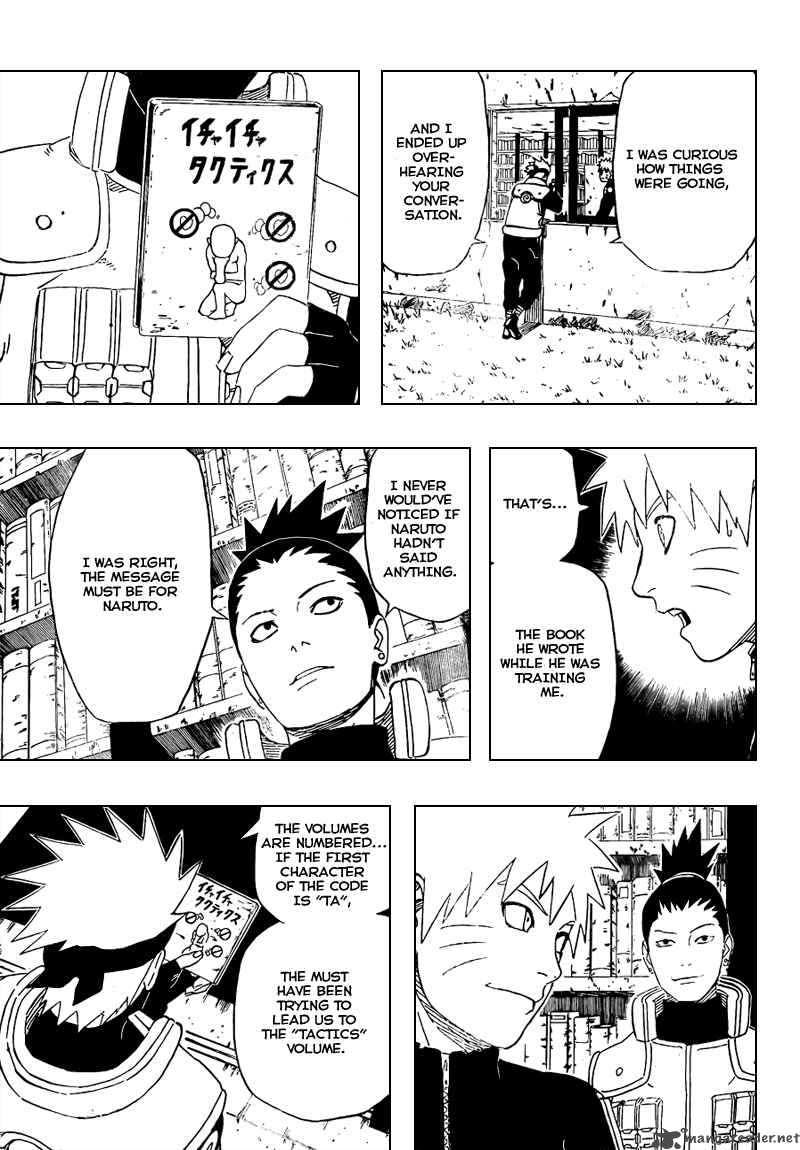 I WAS CURIOUS
HOW THINGS
WERE GOING,
AND I
ENDED UP
OVER-
HEARING
YOUR
CONVER-
SATION.
イチャイチャ
タクティクス
THAT'S...
THE BOOK
HE WROTE
WHILE HE WAS
TRAINING
ME.
I NEVER
WOULD'VE
NOTICED IF
NARUTO
HADN'T
SAID
ANYTHING.
I WAS RIGHT,
THE MESSAGE
MUST BE FOR
NARUTO.
THE VOLUMES
ARE NUMBERED...
IF THE FIRST
CHARACTER
OF THE CODE
IS "TA",
THE MUST
HAVE BEEN
TRYING TO
LEAD US TO
THE "TACTICS"
VOLUME.
イチャイチャ
タクティクス
mangareader.net